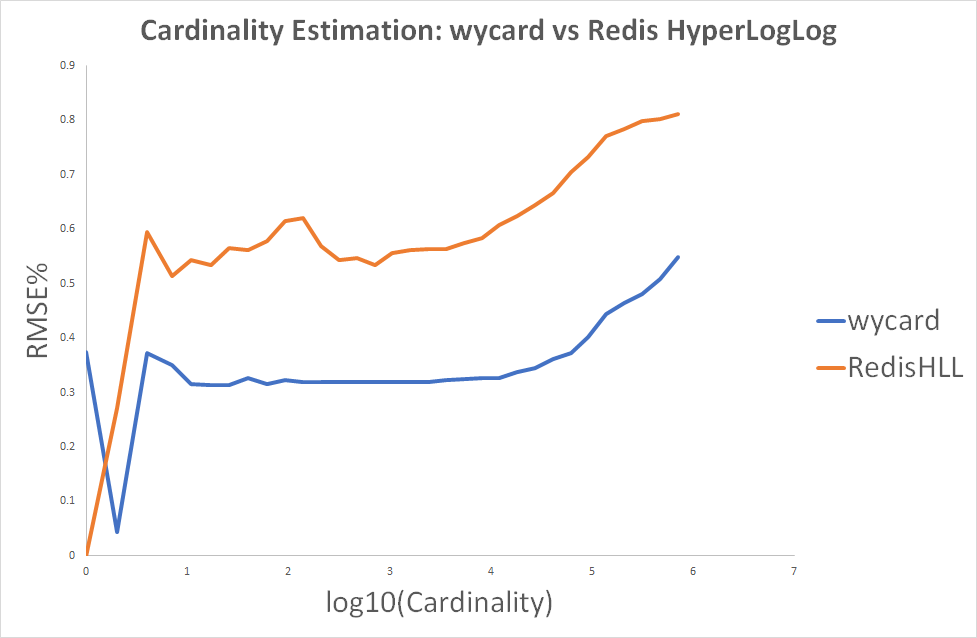 Cardinality Estimation: wycard vs Redis HyperLogLog
0.9
0.8
0.7
0.6
0.5
0.4
0.3
0.2
0.1
0
RMSE%
0 1 2 3 4 5 6 7
log10(Cardinality)
wycard
RedisHLL